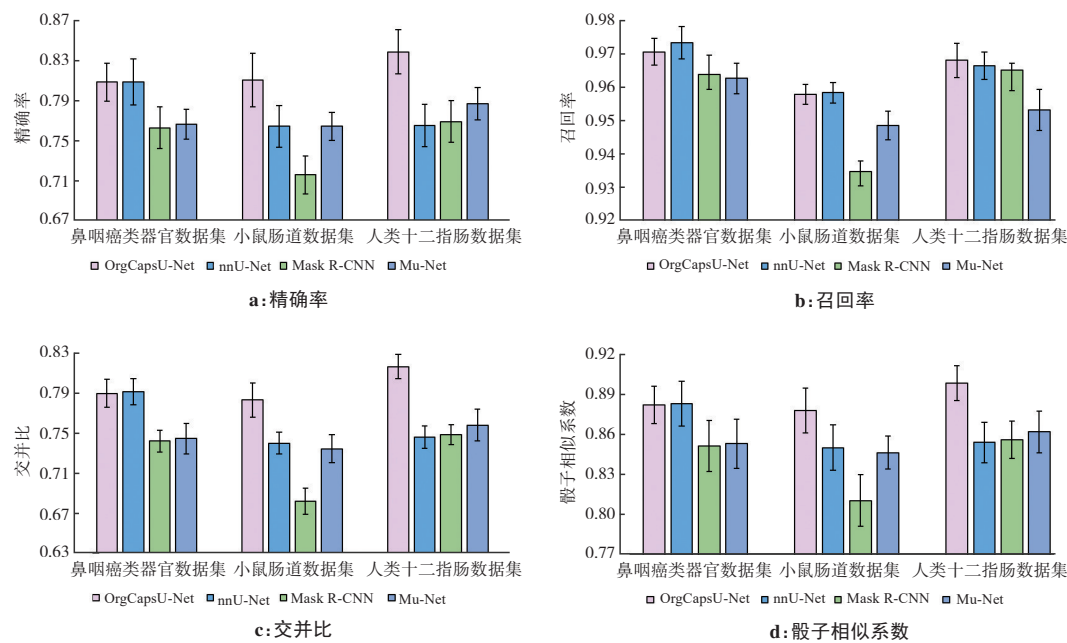 0.87
0.83
0.79
0.75
0.71
0.67
精确率
鼻咽癌类器官数据集 小鼠肠道数据集 人类十二指肠数据集
OrgCapsU-Net nnU-Net Mask R-CNN Mu-Net
a:精确率
0.98
0.97
0.96
0.95
0.94
0.93
0.92
召回率
鼻咽癌类器官数据集 小鼠肠道数据集 人类十二指肠数据集
OrgCapsU-Net nnU-Net Mask R-CNN Mu-Net
b:召回率
0.83
0.79
0.75
0.71
0.67
0.63
交并比
鼻咽癌类器官数据集 小鼠肠道数据集 人类十二指肠数据集
OrgCapsU-Net nnU-Net Mask R-CNN Mu-Net
c:交并比
0.92
0.89
0.86
0.83
0.80
0.77
骰子相似系数
鼻咽癌类器官数据集 小鼠肠道数据集 人类十二指肠数据集
OrgCapsU-Net nnU-Net Mask R-CNN Mu-Net
d:骰子相似系数